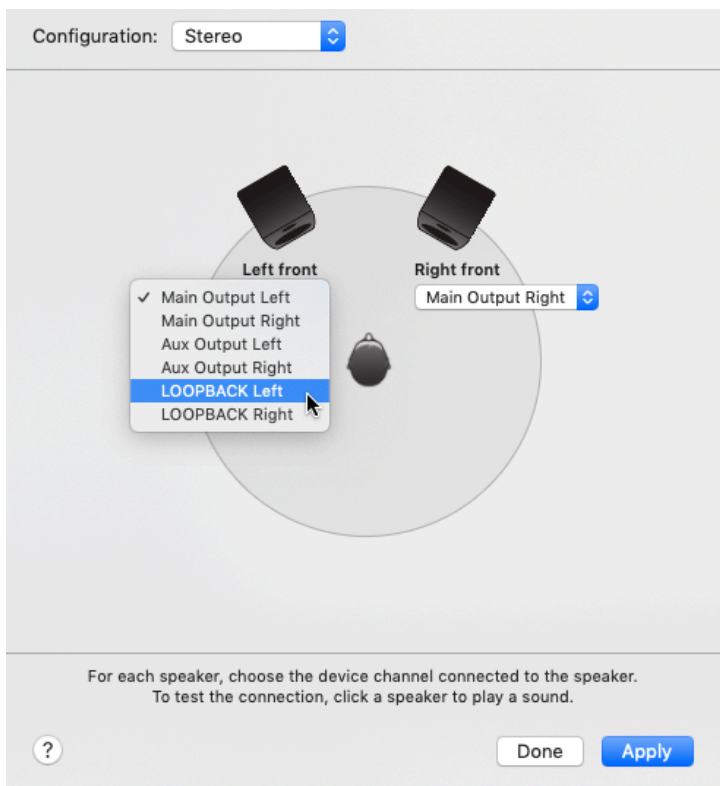 Configuration: Stereo
Left front
Right front
✓ Main Output Left
Main Output Right
Aux Output Left
Aux Output Right
LOOPBACK Left
LOOPBACK Right
Main Output Right
For each speaker, choose the device channel connected to the speaker.
To test the connection, click a speaker to play a sound.
?
Done
Apply